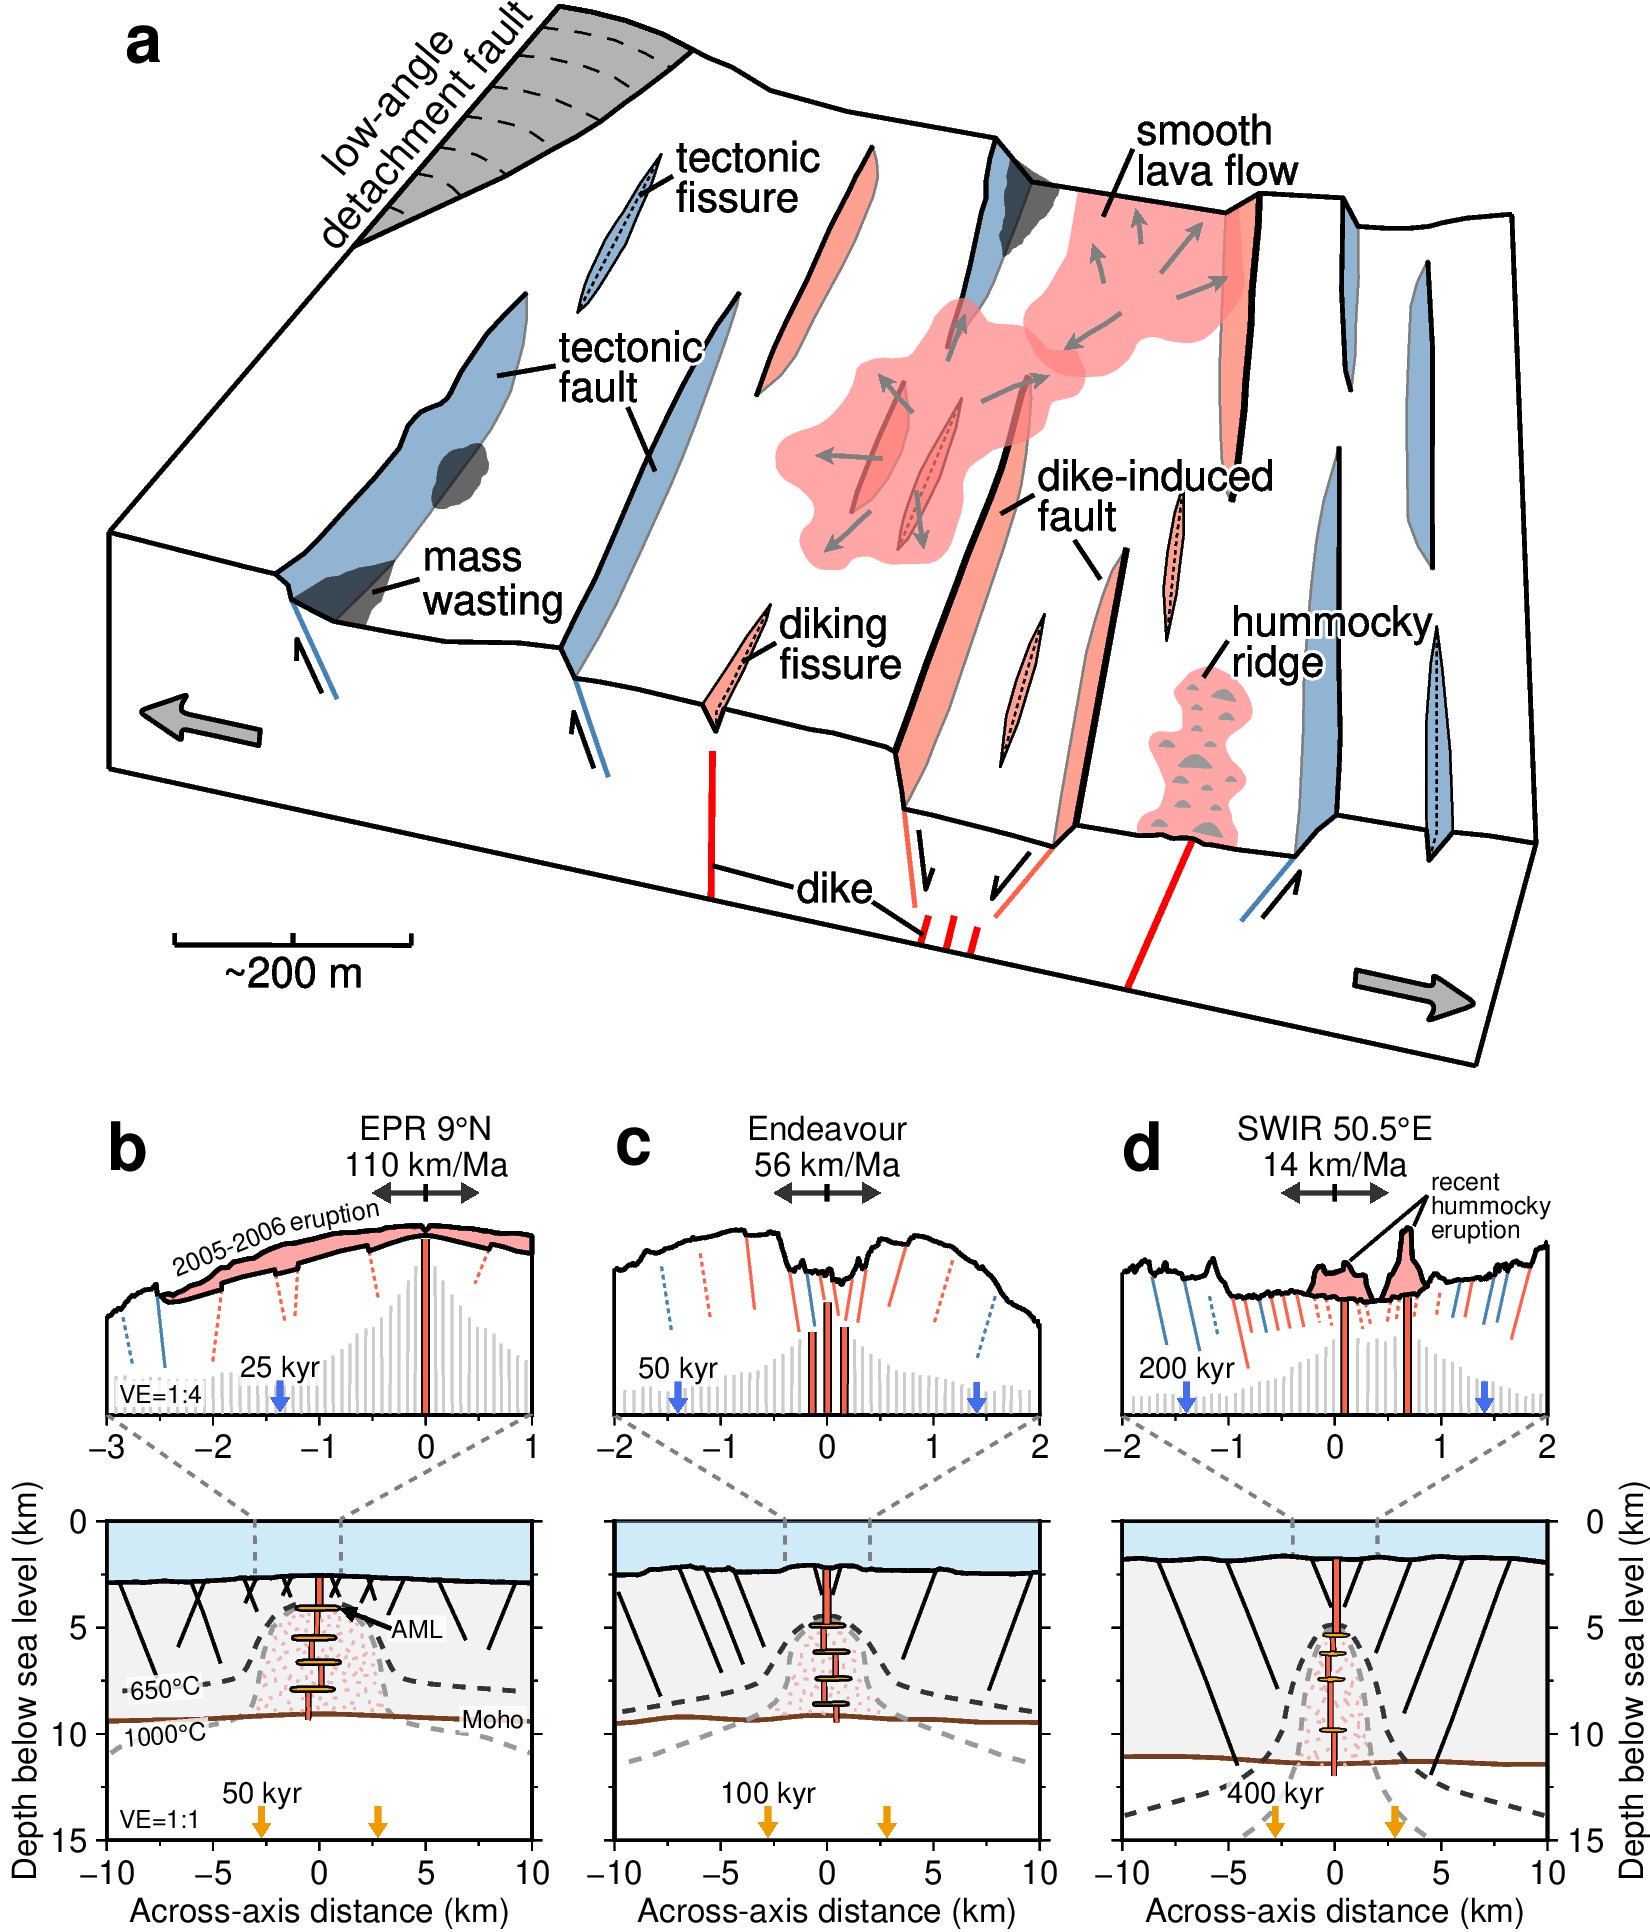 a
low-angle
detachment fault
tectonic
fissure
smooth
lava flow
tectonic
fault
dike-induced
fault
mass
wasting
diking
fissure
hummocky
ridge
dike
~200 m
b
EPR 9°N
110 km/Ma
2005-2006 eruption
25 kyr
VE=1:4
−3 −2 −1 0 1
c
Endeavour
56 km/Ma
50 kyr
−2 −1 0 1 2
d
SWIR 50.5°E
14 km/Ma
recent
hummocky
eruption
200 kyr
−2 −1 0 1 2
Depth below sea level (km)
0
5
10
15
AML
650°C
1000°C
Moho
50 kyr
VE=1:1
−10 −5 0 5 10
Across-axis distance (km)
100 kyr
−10 −5 0 5 10
Across-axis distance (km)
400 kyr
−10 −5 0 5 10
Across-axis distance (km)
0
5
10
15
Depth below sea level (km)